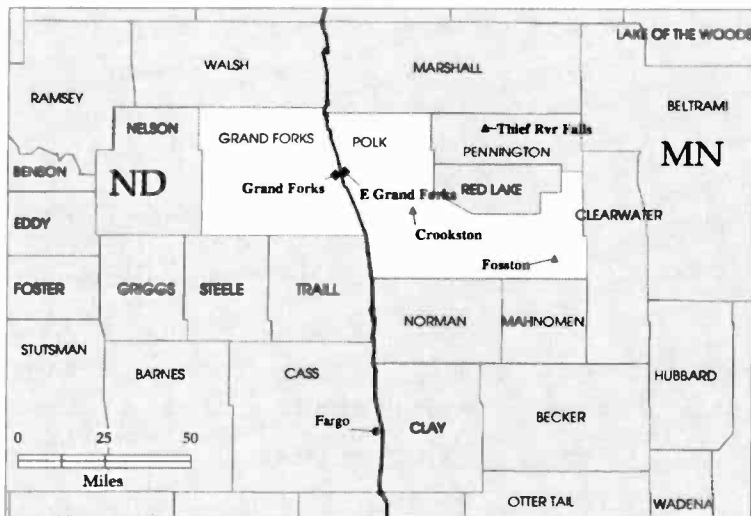 LAKE OF THE WOODS
WALSH
MARSHALL
RAMSEY
BELTRAMI
NELSON
GRAND FORKS
POLK
Thief Rvr Falls
PENNINGTON
MN
BENSON
ND
Grand Forks
E Grand Forks
RED LAKE
EDDY
CLEARWATER
Crookston
Fosston
FOSTER
GRIGGS
STEELE
TRAILL
NORMAN
MAHNOMEN
STUTSMAN
BARNES
CASS
HUBBARD
BECKER
Fargo
CLAY
0 25 50
Miles
OTTER TAIL
WADENA